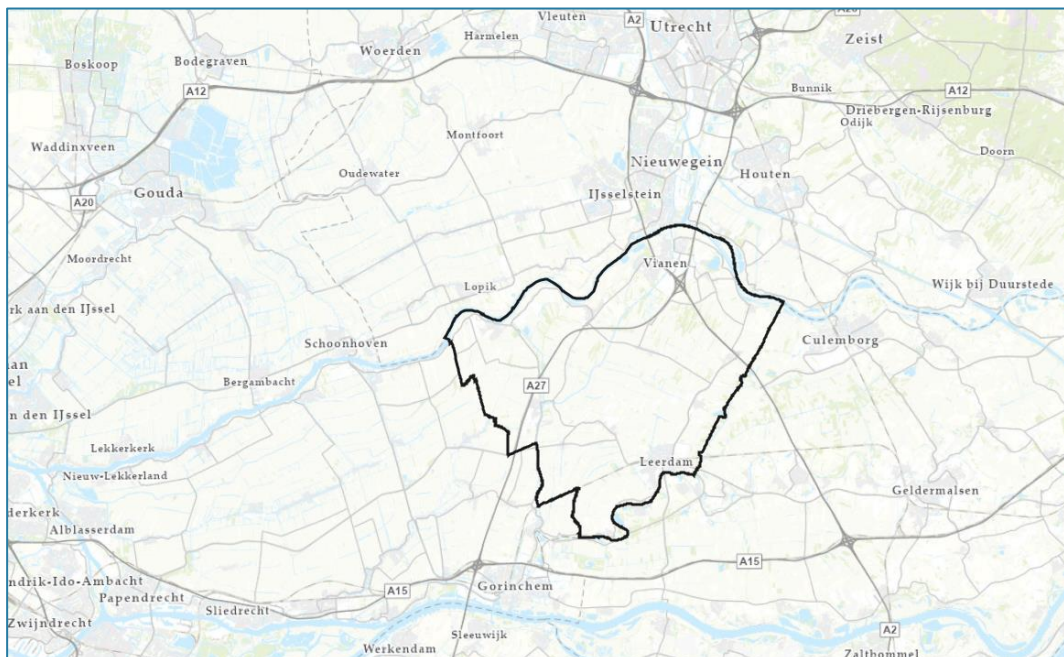 Vleuten
A2
Utrecht
A28
Harmelen
Woerden
Zeist
Boskoop
Bodegraven
A12
Bunnik
A12
Driebergen-Rijsenburg
Odijk
Montfoort
Waddinxveen
Nieuwegein
Doorn
Oudewater
Houten
Gouda
IJsselstein
A20
Moordrecht
Vianen
Lopik
Wijk bij Duurstede
rk aan den IJssel
Schoonhoven
Culemborg
an
el
Bergambacht
A27
n den IJssel
Lekkerkerk
Leerdam
Nieuw-Lekkerland
Geldermalsen
derkerk
Alblasserdam
A15
ndrik-Ido-Ambacht
Gorinchem
A15
Papendrecht
Sliedrecht
Zwijndrecht
Sleeuwijk
A2
Werkendam
Zaltbommel